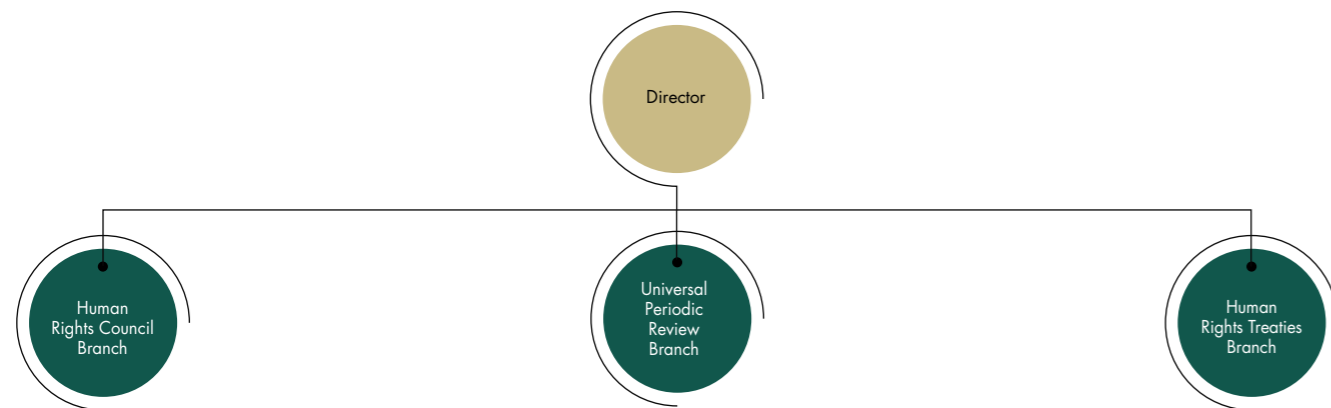 Director
Human
Rights Council
Branch
Universal
Periodic
Review
Branch
Human
Rights Treaties
Branch